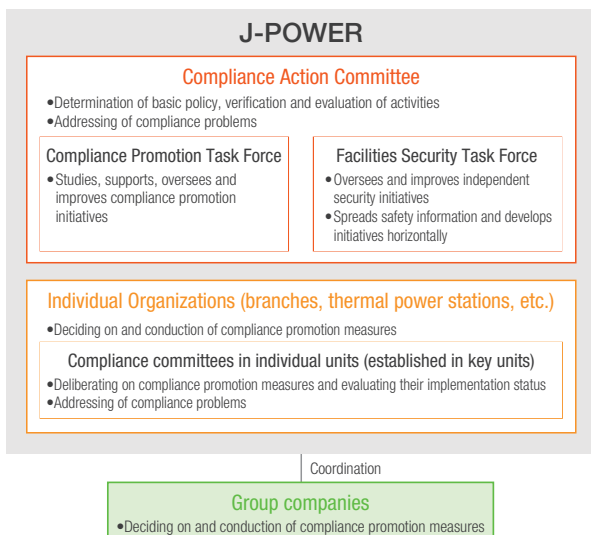 J-POWER
Compliance Action Committee
•Determination of basic policy, verification and evaluation of activities
•Addressing of compliance problems
Compliance Promotion Task Force
•Studies, supports, oversees and
improves compliance promotion
initiatives
Facilities Security Task Force
•Oversees and improves independent
security initiatives
•Spreads safety information and develops
initiatives horizontally
Individual Organizations (branches, thermal power stations, etc.)
•Deciding on and conduction of compliance promotion measures
Compliance committees in individual units (established in key units)
•Deliberating on compliance promotion measures and evaluating their implementation status
•Addressing of compliance problems
Coordination
Group companies
•Deciding on and conduction of compliance promotion measures